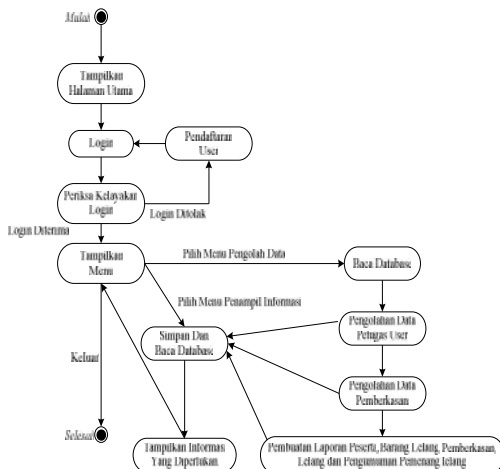 Mulai
Tampilkan
Halaman Utama
Login
Pendaftaran
User
Periksa Kelayakan
Login
Login Ditolak
Login Diterima
Tampilkan
Menu
Pilih Menu Pengolah Data
Baca Database
Pilih Menu Penampil Informasi
Simpan Dan
Baca Database
Pengolahan Data
Petugas User
Keluar
Pengolahan Data
Pemberkasan
Selesai
Tampilkan Informasi
Yang Diperlukan
Pembuatan Laporan Peserta, Barang Lelang, Pemberkasan,
Lelang dan Pengumuman Pemenang lelang